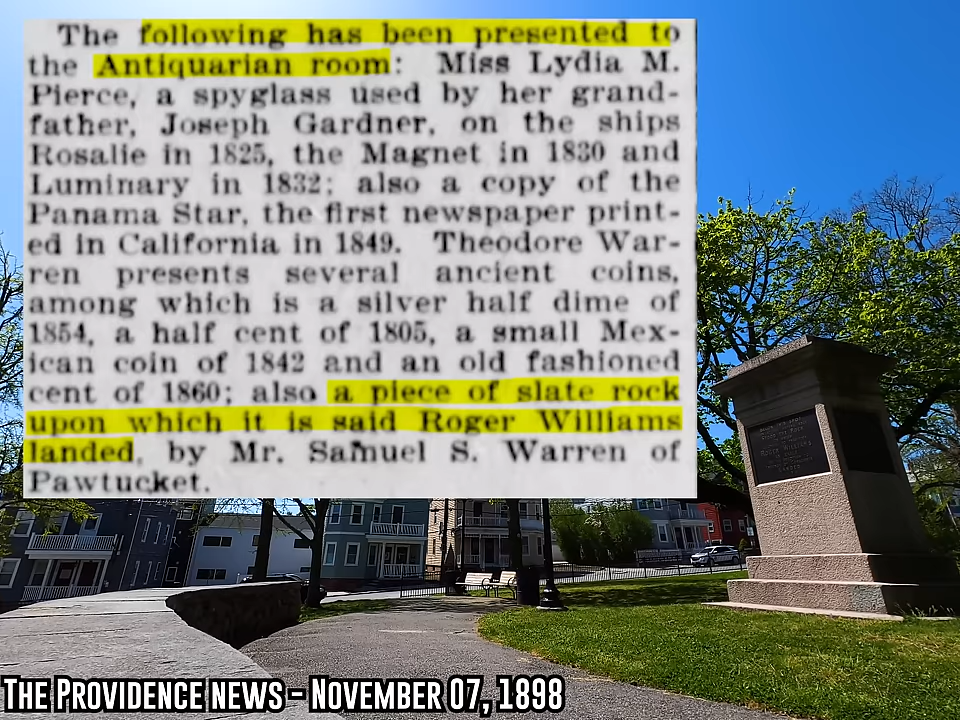 The following has been presented to
the Antiquarian room: Miss Lydia M.
Pierce, a spyglass used by her grand-
father, Joseph Gardner, on the ships
Rosalie in 1825, the Magnet in 1830 and
Luminary in 1832; also a copy of the
Panama Star, the first newspaper print-
ed in California in 1849. Theodore War-
ren presents several ancient coins,
among which is a silver half dime of
1854, a half cent of 1805, a small Mex-
ican coin of 1842 and an old fashioned
cent of 1860; also a piece of slate rock
upon which it is said Roger Williams
landed, by Mr. Samuel S. Warren of
Pawtucket.
THE PROVIDENCE NEWS - NOVEMBER 07, 1898